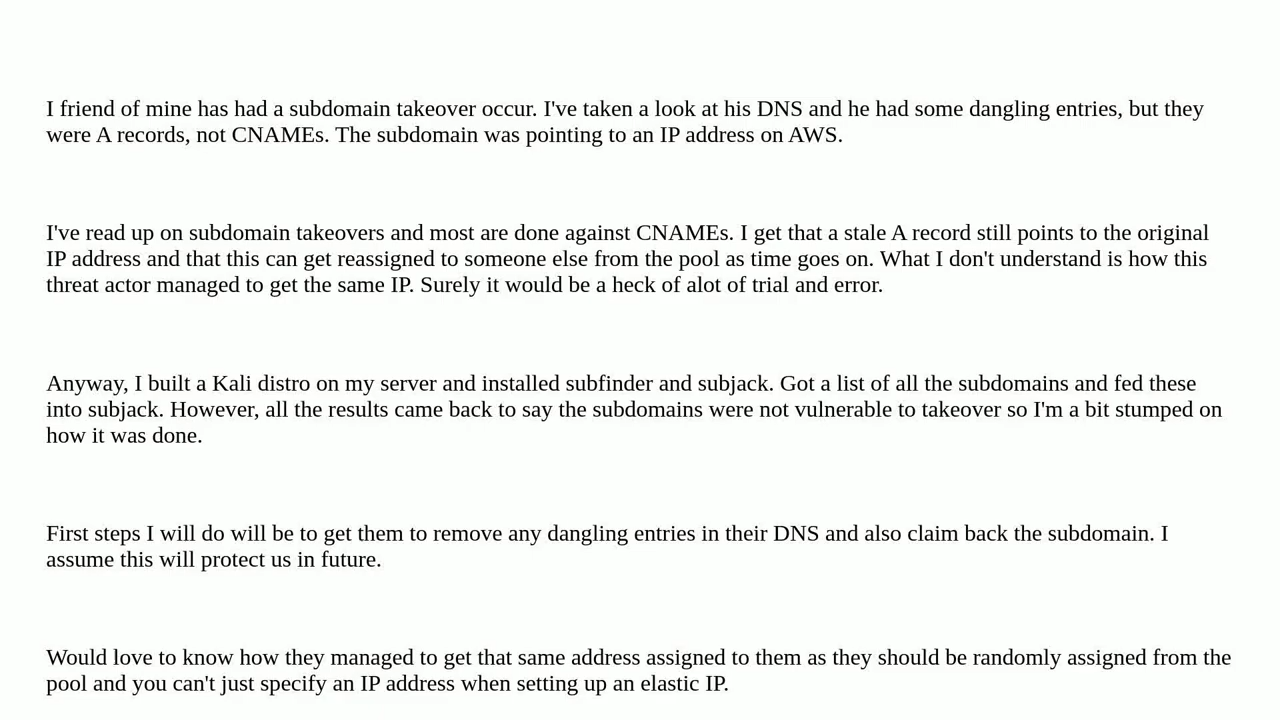 I friend of mine has had a subdomain takeover occur. I've taken a look at his DNS and he had some dangling entries, but they
were A records, not CNAMEs. The subdomain was pointing to an IP address on AWS.
I've read up on subdomain takeovers and most are done against CNAMEs. I get that a stale A record still points to the original
IP address and that this can get reassigned to someone else from the pool as time goes on. What I don't understand is how this
threat actor managed to get the same IP. Surely it would be a heck of alot of trial and error.
Anyway, I built a Kali distro on my server and installed subfinder and subjack. Got a list of all the subdomains and fed these
into subjack. However, all the results came back to say the subdomains were not vulnerable to takeover so I'm a bit stumped on
how it was done.
First steps I will do will be to get them to remove any dangling entries in their DNS and also claim back the subdomain. I
assume this will protect us in future.
Would love to know how they managed to get that same address assigned to them as they should be randomly assigned from the
pool and you can't just specify an IP address when setting up an elastic IP.